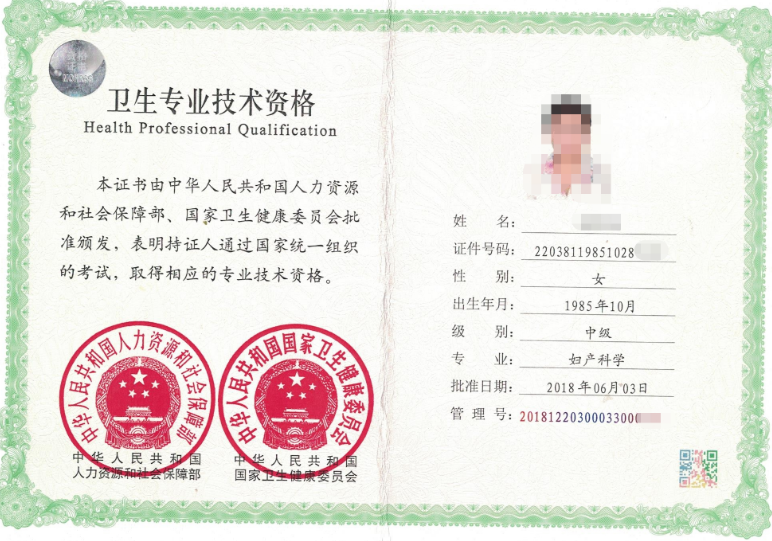 卫生专业技术资格
Health Professional Qualification
本证书由中华人民共和国人力资源
和社会保障部、国家卫生健康委员会批
准颁发，表明持证人通过国家统一组织
的考试，取得相应的专业技术资格。
中华人民共和国人力资源和社会保障部
中华人民共和国国家卫生健康委员会
中华人民共和国
人力资源和社会保障部
中华人民共和国
国家卫生健康委员会
姓 名：
证件号码：22038119851028
性 别：女
出生年月：1985年10月
级 别：中级
专 业：妇产科学
批准日期：2018年06月03日
管 理 号：20181220300033000